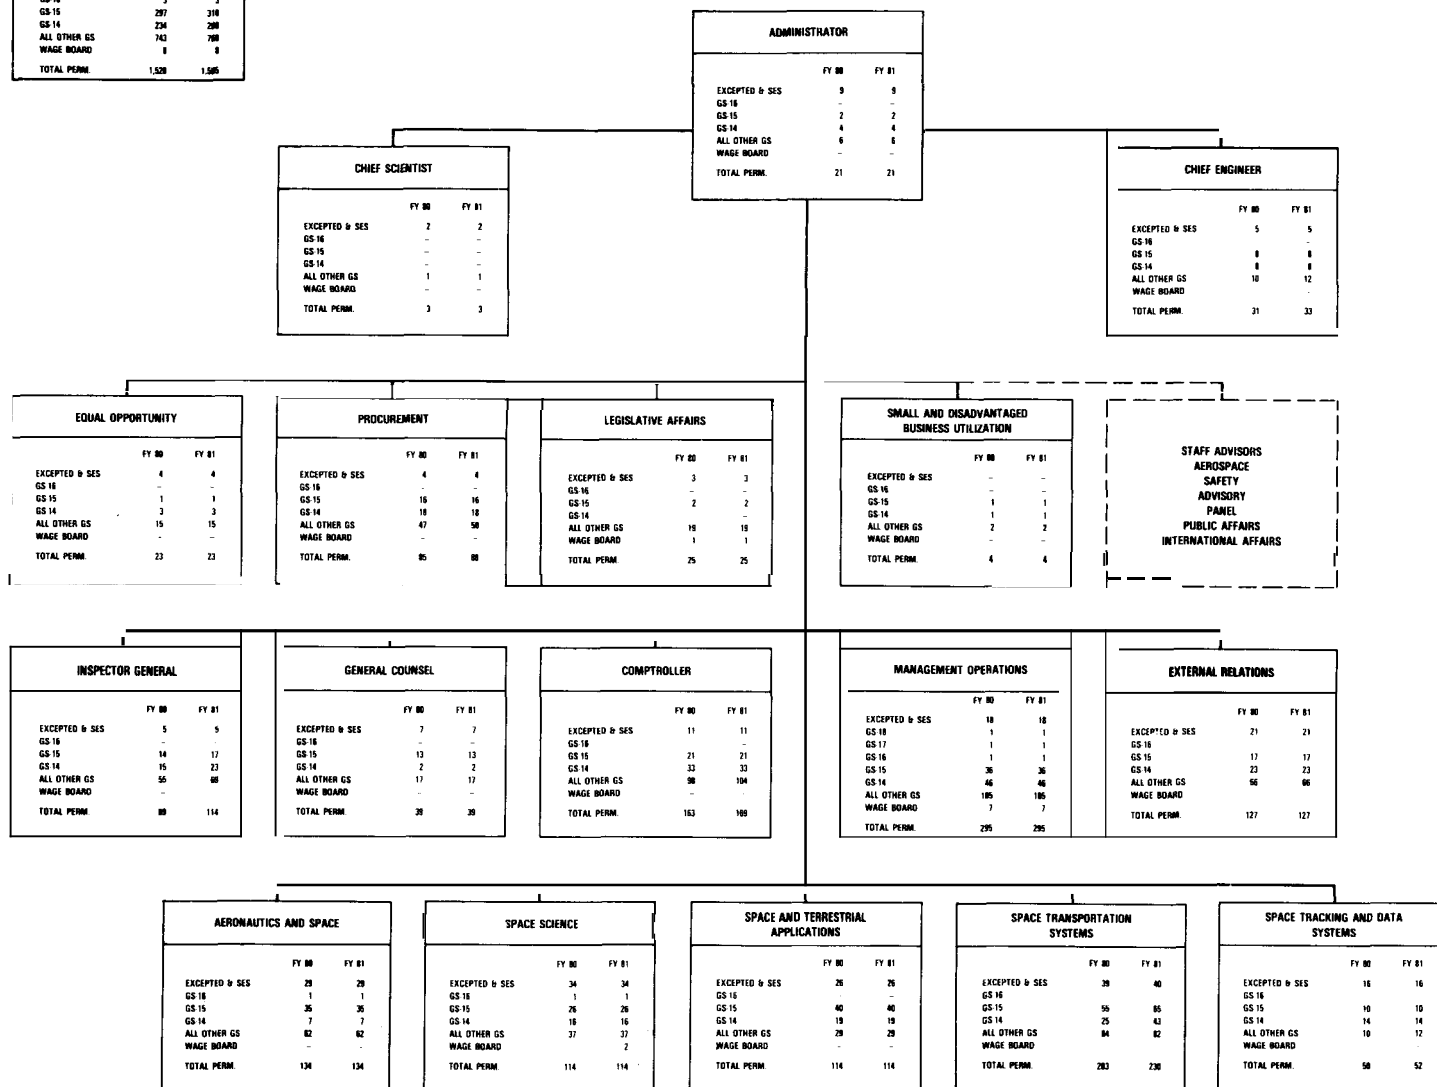 GS-15 297 310
GS-14 234
ALL OTHER GS 743
WAGE BOARD 8 8
TOTAL PERM. 1,520
ADMINISTRATOR
FY 80 FY 81
EXCEPTED & SES 9 9
GS-16 – –
GS-15 2 2
GS-14 4 4
ALL OTHER GS 6 6
WAGE BOARD – –
TOTAL PERM. 21 21
CHIEF SCIENTIST
FY 80 FY 81
EXCEPTED & SES 2 2
GS-16 – –
GS-15 – –
GS-14 – –
ALL OTHER GS 1 1
WAGE BOARD – –
TOTAL PERM. 3 3
CHIEF ENGINEER
FY 80 FY 81
EXCEPTED & SES 5 5
GS-16 -
GS 15 8 8
GS-14 8 8
ALL OTHER GS 10 12
WAGE BOARD -
TOTAL PERM. 31 33
EQUAL OPPORTUNITY
FY 80 FY 81
EXCEPTED & SES 4 4
GS 16 – –
GS 15 1 1
GS 14 3 3
ALL OTHER GS 15 15
WAGE BOARD - –
TOTAL PERM. 23 23
PROCUREMENT
FY 80 FY 81
EXCEPTED & SES 4 4
GS-16 - -
GS-15 16 16
GS-14 18 18
ALL OTHER GS 47 50
WAGE BOARD – –
TOTAL PERM. 85 88
LEGISLATIVE AFFAIRS
FY 80 FY 81
EXCEPTED & SES 3 3
GS-16 – –
GS-15 2 2
GS-14 –
ALL OTHER GS 19 19
WAGE BOARD 1 1
TOTAL PERM. 25 25
SMALL AND DISADVANTAGED
BUSINESS UTILIZATION
FY 80 FY 81
EXCEPTED & SES – –
GS 16 – –
GS-15 1 1
GS-14 1 1
ALL OTHER GS 2 2
WAGE BOARD – –
TOTAL PERM. 4 4
STAFF ADVISORS
AEROSPACE
SAFETY
ADVISORY
PANEL
PUBLIC AFFAIRS
INTERNATIONAL AFFAIRS
INSPECTOR GENERAL
FY 80 FY 81
EXCEPTED & SES 5 5
GS-16 - -
GS-15 14 17
GS-14 15 23
ALL OTHER GS 55
WAGE BOARD –
TOTAL PERM. 89 114
GENERAL COUNSEL
FY 80 FY 81
EXCEPTED & SES 7 7
GS-16 – –
GS-15 13 13
GS-14 2 2
ALL OTHER GS 17 17
WAGE BOARD – -
TOTAL PERM. 39 39
COMPTROLLER
FY 80 FY 81
EXCEPTED & SES 11 11
GS-16 –
GS 15 21 21
GS 14 33 33
ALL OTHER GS 98 104
WAGE BOARD – -
TOTAL PERM. 163 169
MANAGEMENT OPERATIONS
FY 80 FY 81
EXCEPTED & SES 18 18
GS-18 1 1
GS-17 1 1
GS-16 1 1
GS-15 36 36
GS-14 46 46
ALL OTHER GS 185 185
WAGE BOARD 7 7
TOTAL PERM. 295 295
EXTERNAL RELATIONS
FY 80 FY 81
EXCEPTED & SES 21 21
GS-16
GS 15 17 17
GS-14 23 23
ALL OTHER GS 66 66
WAGE BOARD
TOTAL PERM. 127 127
AERONAUTICS AND SPACE
FY 80 FY 81
EXCEPTED & SES 29 29
GS-16 1 1
GS-15 35 35
GS-14 7 7
ALL OTHER GS 62 62
WAGE BOARD - -
TOTAL PERM. 134 134
SPACE SCIENCE
FY 80 FY 81
EXCEPTED & SES 34 34
GS 16 1 1
GS-15 26 26
GS-14 16 16
ALL OTHER GS 37 37
WAGE BOARD 2
TOTAL PERM. 114 114
SPACE AND TERRESTRIAL
APPLICATIONS
FY 80 FY 81
EXCEPTED & SES 26 26
GS 16 - -
GS-15 40 40
GS 14 19 19
ALL OTHER GS 29 29
WAGE BOARD - -
TOTAL PERM. 114 114
SPACE TRANSPORTATION
SYSTEMS
FY 80 FY 81
EXCEPTED & SES 39 40
GS 16
GS-15 55 65
GS 14 25 43
ALL OTHER GS 84 82
WAGE BOARD
TOTAL PERM. 203 230
SPACE TRACKING AND DATA
SYSTEMS
FY 80 FY 81
EXCEPTED & SES 16 16
GS 16
GS-15 10 10
GS-14 14 14
ALL OTHER GS 10 12
WAGE BOARD -
TOTAL PERM. 50 52